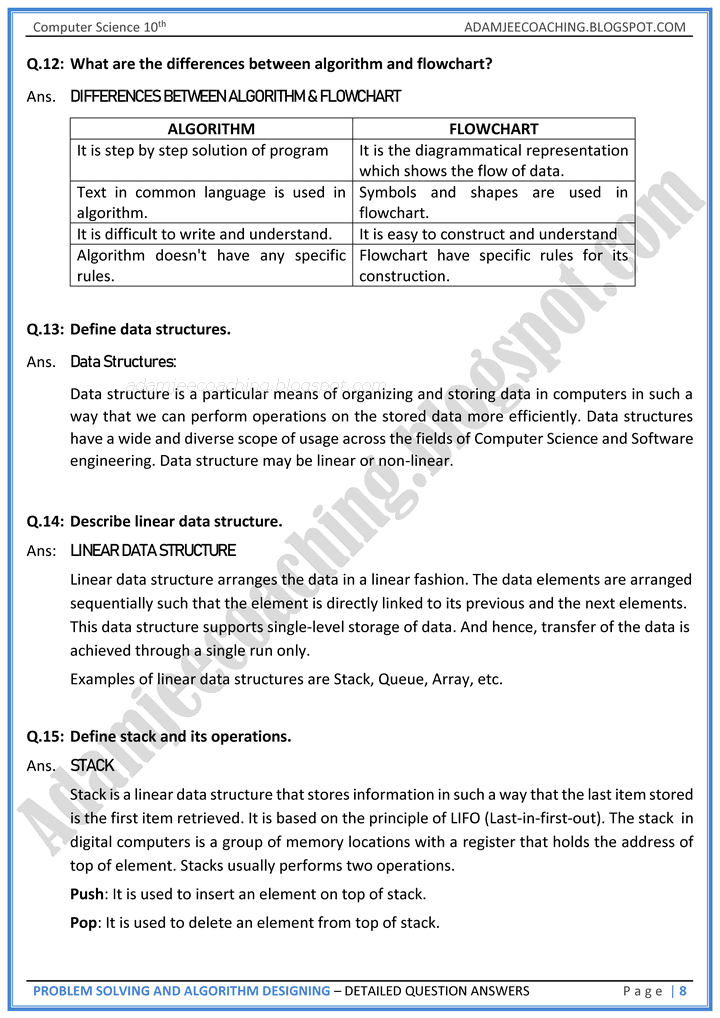 Computer Science 10th ADAMJEECOACHING.BLOGSPOT.COM
Q.12: What are the differences between algorithm and flowchart?
Ans. DIFFERENCES BETWEEN ALGORITHM & FLOWCHART
ALGORITHM FLOWCHART
It is step by step solution of program It is the diagrammatical representation
which shows the flow of data.
Text in common language is used in Symbols and shapes are used in
algorithm. flowchart.
It is difficult to write and understand. It is easy to construct and understand
Algorithm doesn't have any specific Flowchart have specific rules for its
rules. construction.
Q.13: Define data structures.
Ans. Data Structures:
adamjeecoaching.blogspot.com
Data structure is a particular means of organizing and storing data in computers in such a
way that we can perform operations on the stored data more efficiently. Data structures
have a wide and diverse scope of usage across the fields of Computer Science and Software
engineering. Data structure may be linear or non-linear.
Q.14: Describe linear data structure.
Ans: LINEAR DATA STRUCTURE
Linear data structure arranges the data in a linear fashion. The data elements are arranged
sequentially such that the element is directly linked to its previous and the next elements.
This data structure supports single-level storage of data. And hence, transfer of the data is
achieved through a single run only.
Examples of linear data structures are Stack, Queue, Array, etc.
Q.15: Define stack and its operations.
Ans. STACK
Stack is a linear data structure that stores information in such a way that the last item stored
is the first item retrieved. It is based on the principle of LIFO (Last-in-first-out). The stack in
digital computers is a group of memory locations with a register that holds the address of
top of element. Stacks usually performs two operations.
Push: It is used to insert an element on top of stack.
Pop: It is used to delete an element from top of stack.
Adamjeecoaching.blogspot.com
PROBLEM SOLVING AND ALGORITHM DESIGNING – DETAILED QUESTION ANSWERS Page | 8